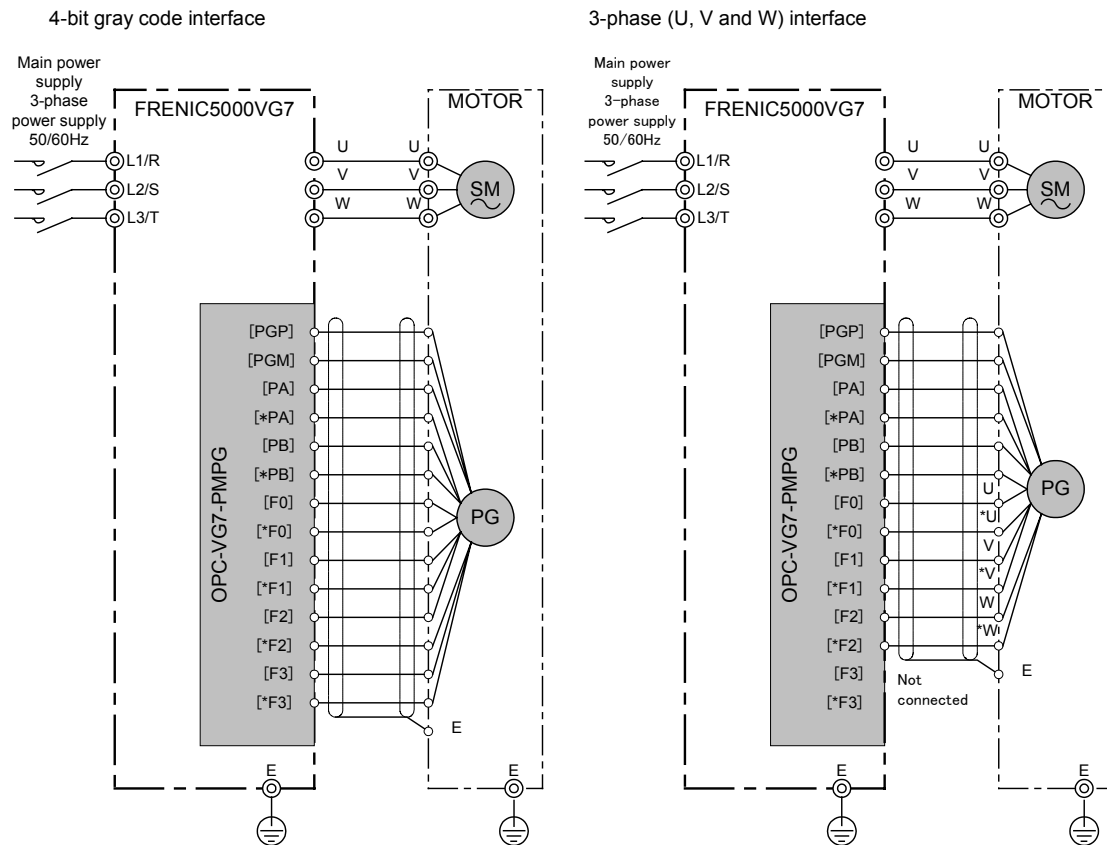 4-bit gray code interface
Main power
supply
3-phase
power supply
50/60Hz
FRENIC5000VG7
MOTOR
L1/R
L2/S
L3/T
U
V
W
U
V
W
SM
OPC-VG7-PMPG
[PGP]
[PGM]
[PA]
[*PA]
[PB]
[*PB]
[F0]
[*F0]
[F1]
[*F1]
[F2]
[*F2]
[F3]
[*F3]
PG
E
E
E
3-phase (U, V and W) interface
Main power
supply
3-phase
power supply
50/60Hz
FRENIC5000VG7
MOTOR
L1/R
L2/S
L3/T
U
V
W
U
V
W
SM
OPC-VG7-PMPG
[PGP]
[PGM]
[PA]
[*PA]
[PB]
[*PB]
[F0]
[*F0]
[F1]
[*F1]
[F2]
[*F2]
[F3]
[*F3]
U
*U
V
*V
W
*W
PG
Not
connected
E
E
E